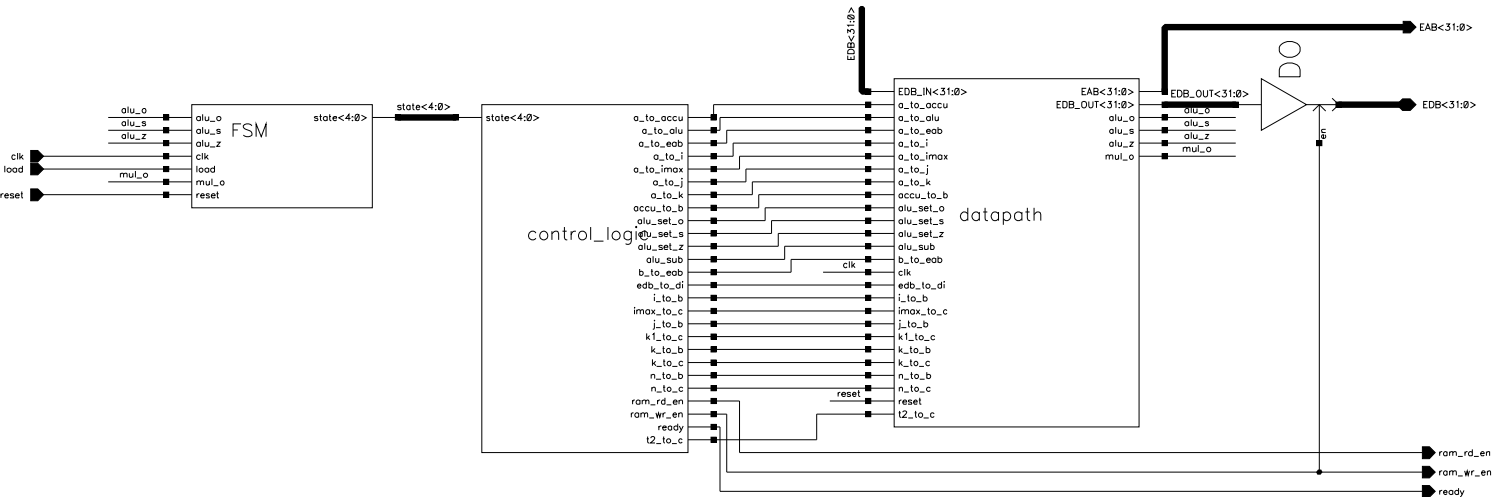 EDB<31:0>
EAB<31:0>
DO
EDB_OUT<31:0>
EDB<31:0>
en
alu_o
alu_s
alu_z
clk
load
mul_o
reset
alu_o
alu_s
alu_z
clk
load
mul_o
reset
FSM
state<4:0>
state<4:0>
state<4:0>
control_logic
a_to_accu
a_to_alu
a_to_eab
a_to_i
a_to_imax
a_to_j
a_to_k
accu_to_b
alu_set_o
alu_set_s
alu_set_z
alu_sub
b_to_eab
edb_to_di
i_to_b
imax_to_c
j_to_b
k1_to_c
k_to_b
k_to_c
n_to_b
n_to_c
ram_rd_en
ram_wr_en
ready
t2_to_c
clk
reset
EDB_IN<31:0>
a_to_accu
a_to_alu
a_to_eab
a_to_i
a_to_imax
a_to_j
a_to_k
accu_to_b
alu_set_o
alu_set_s
alu_set_z
alu_sub
b_to_eab
clk
edb_to_di
i_to_b
imax_to_c
j_to_b
k1_to_c
k_to_b
k_to_c
n_to_b
n_to_c
reset
t2_to_c
datapath
EAB<31:0>
EDB_OUT<31:0>
alu_o
alu_s
alu_z
mul_o
alu_o
alu_s
alu_z
mul_o
ram_rd_en
ram_wr_en
ready